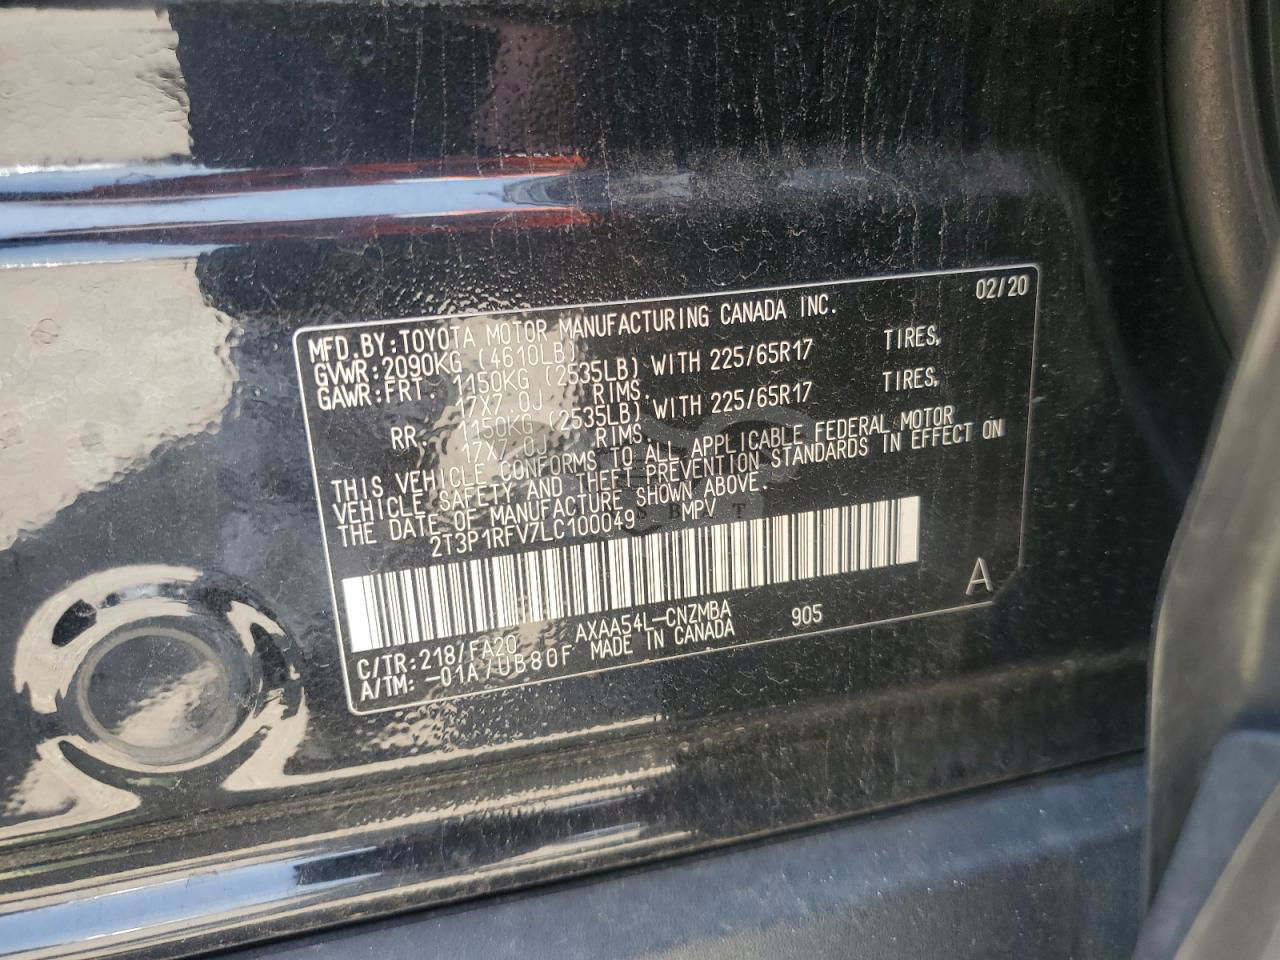 02/20
MFD.BY:TOYOTA MOTOR MANUFACTURING CANADA INC.
GVWR:2090KG (4610LB)
GAWR:FRT. 1150KG (2535LB) WITH 225/65R17 TIRES,
17X7.0J RIMS.
RR. 1150KG (2535LB) WITH 225/65R17 TIRES,
17X7.0J RIMS.
THIS VEHICLE CONFORMS TO ALL APPLICABLE FEDERAL MOTOR
VEHICLE SAFETY AND THEFT PREVENTION STANDARDS IN EFFECT ON
THE DATE OF MANUFACTURE SHOWN ABOVE.
2T3P1RFV7LC100049 MPV
A
C/TR:218/FA20 AXAA54L-CNZMBA 905
A/TM:-01A/UB80F MADE IN CANADA